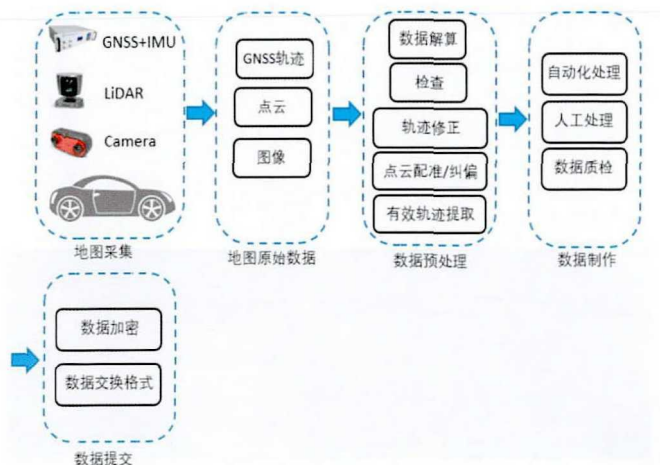 GNSS+IMU
LiDAR
Camera
地图采集
GNSS轨迹
点云
图像
地图原始数据
数据解算
检查
轨迹修正
点云配准/纠偏
有效轨迹提取
数据预处理
自动化处理
人工处理
数据质检
数据制作
数据加密
数据交换格式
数据提交